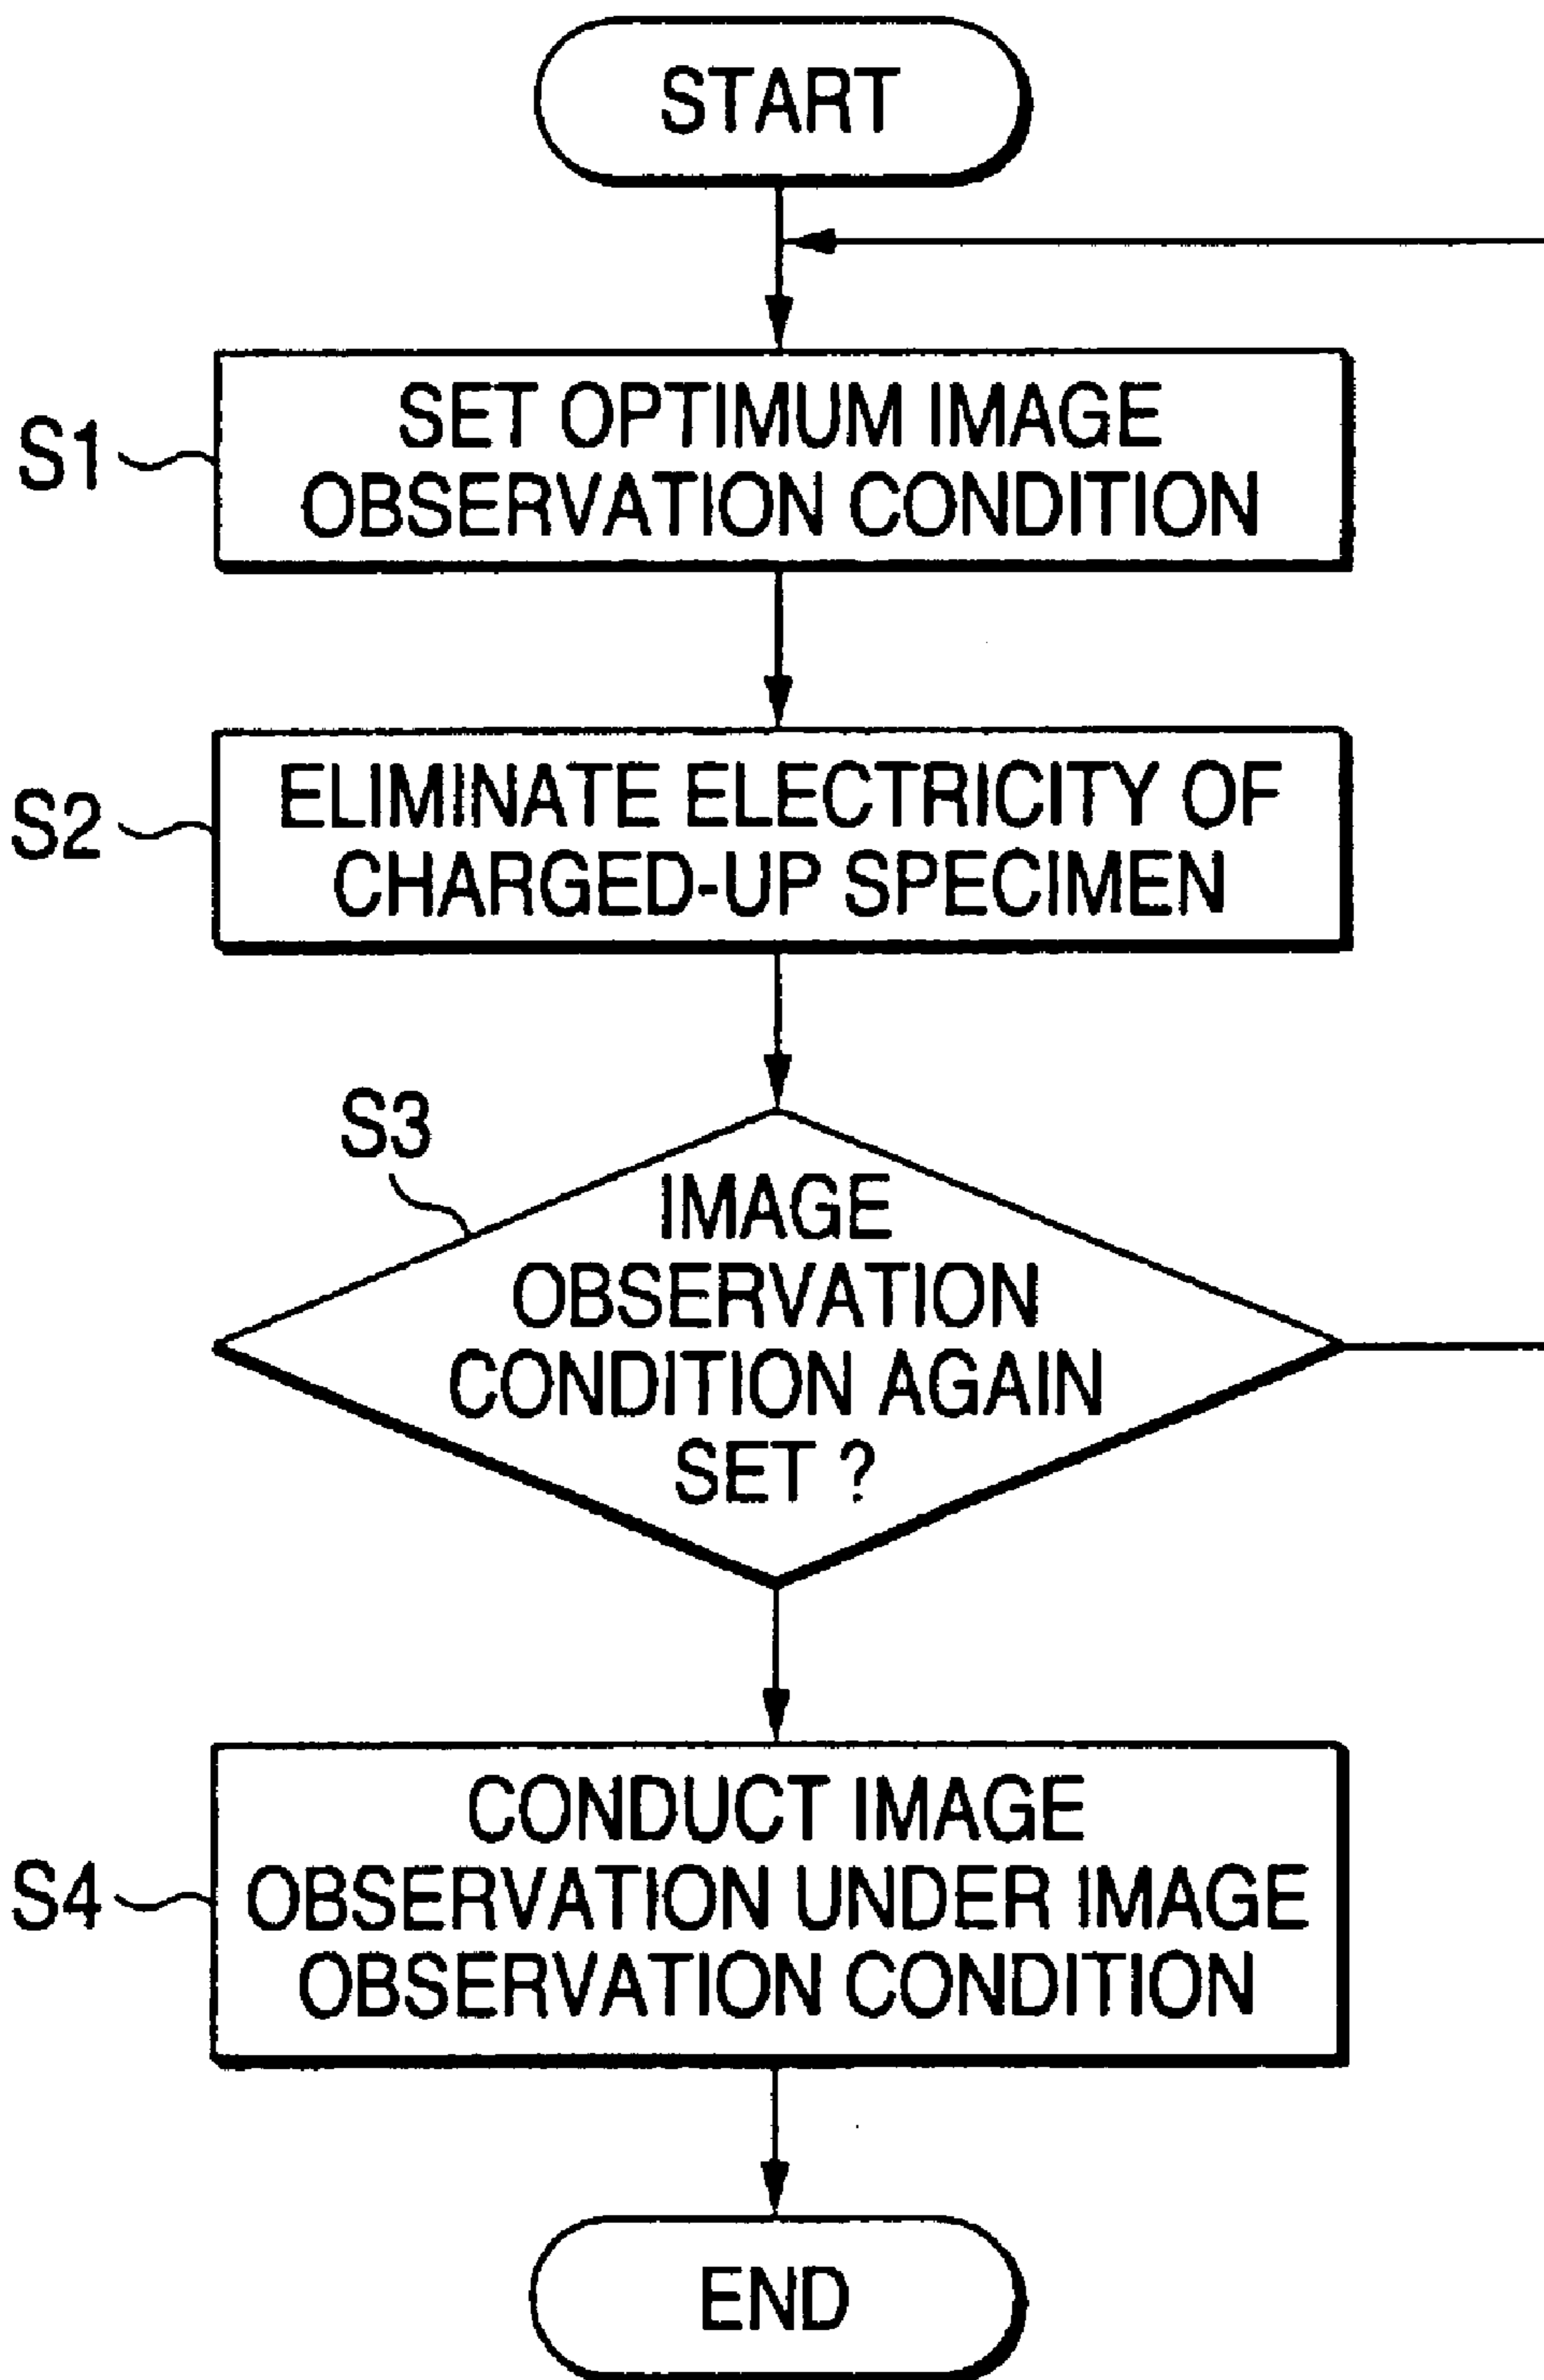 START
S1
SET OPTIMUM IMAGE
OBSERVATION CONDITION
S2
ELIMINATE ELECTRICITY OF
CHARGED-UP SPECIMEN
S3
IMAGE
OBSERVATION
CONDITION AGAIN
SET ?
S4
CONDUCT IMAGE
OBSERVATION UNDER IMAGE
OBSERVATION CONDITION
END